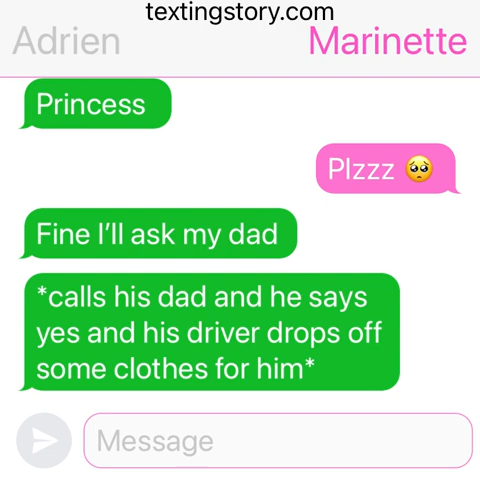 textingstory.com
Adrien
Marinette
Princess
Plzzz 🥺
Fine I’ll ask my dad
*calls his dad and he says
yes and his driver drops off
some clothes for him*
Message